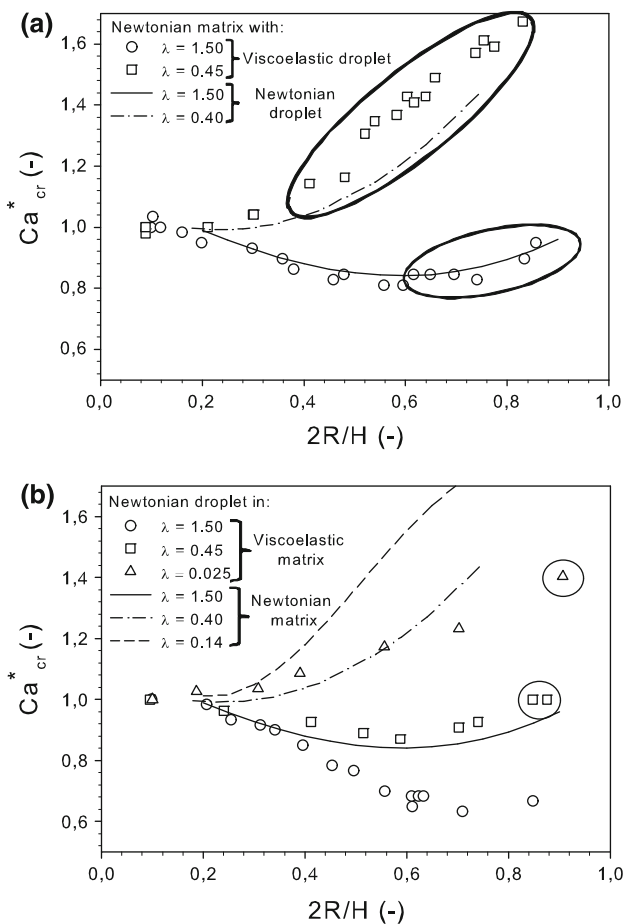 (a)
Newtonian matrix with:
λ = 1.50
λ = 0.45
Viscoelastic droplet
λ = 1.50
λ = 0.40
Newtonian droplet
1,6
1,4
1,2
1,0
0,8
0,6
Ca*cr (-)
0,0 0,2 0,4 0,6 0,8 1,0
2R/H (-)
(b)
Newtonian droplet in:
λ = 1.50
λ = 0.45
λ = 0.025
Viscoelastic
matrix
λ = 1.50
λ = 0.40
λ = 0.14
Newtonian
matrix
1,6
1,4
1,2
1,0
0,8
0,6
Ca*cr (-)
0,0 0,2 0,4 0,6 0,8 1,0
2R/H (-)